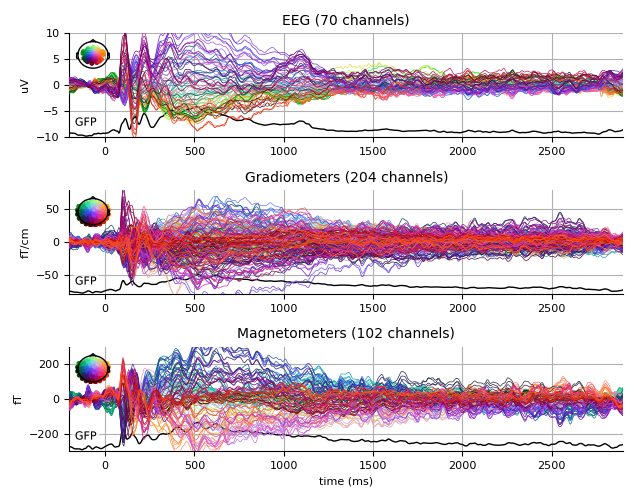 EEG (70 channels)
10
5
0
−5
−10
uV
GFP
0 500 1000 1500 2000 2500
Gradiometers (204 channels)
50
0
−50
fT/cm
GFP
0 500 1000 1500 2000 2500
Magnetometers (102 channels)
200
0
−200
fT
GFP
0 500 1000 1500 2000 2500
time (ms)